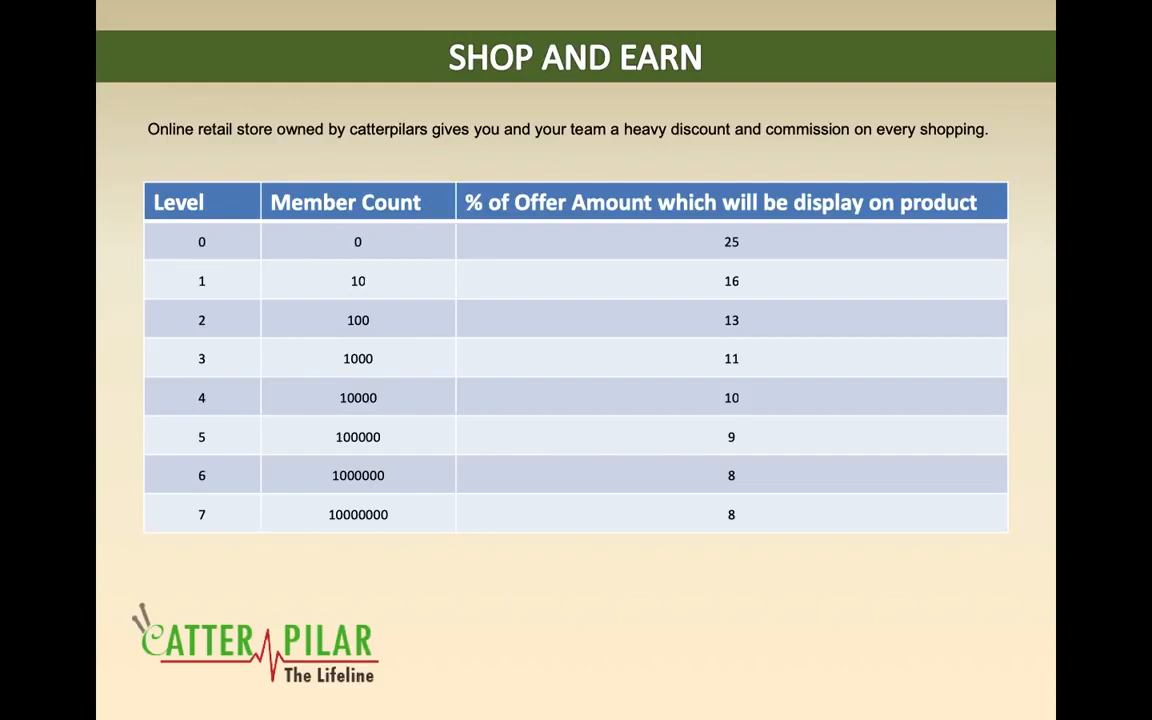 SHOP AND EARN
Online retail store owned by catterpilars gives you and your team a heavy discount and commission on every shopping.
Level Member Count % of Offer Amount which will be display on product
0 0 25
1 10 16
2 100 13
3 1000 11
4 10000 10
5 100000 9
6 1000000 8
7 10000000 8
CATTER PILAR
The Lifeline